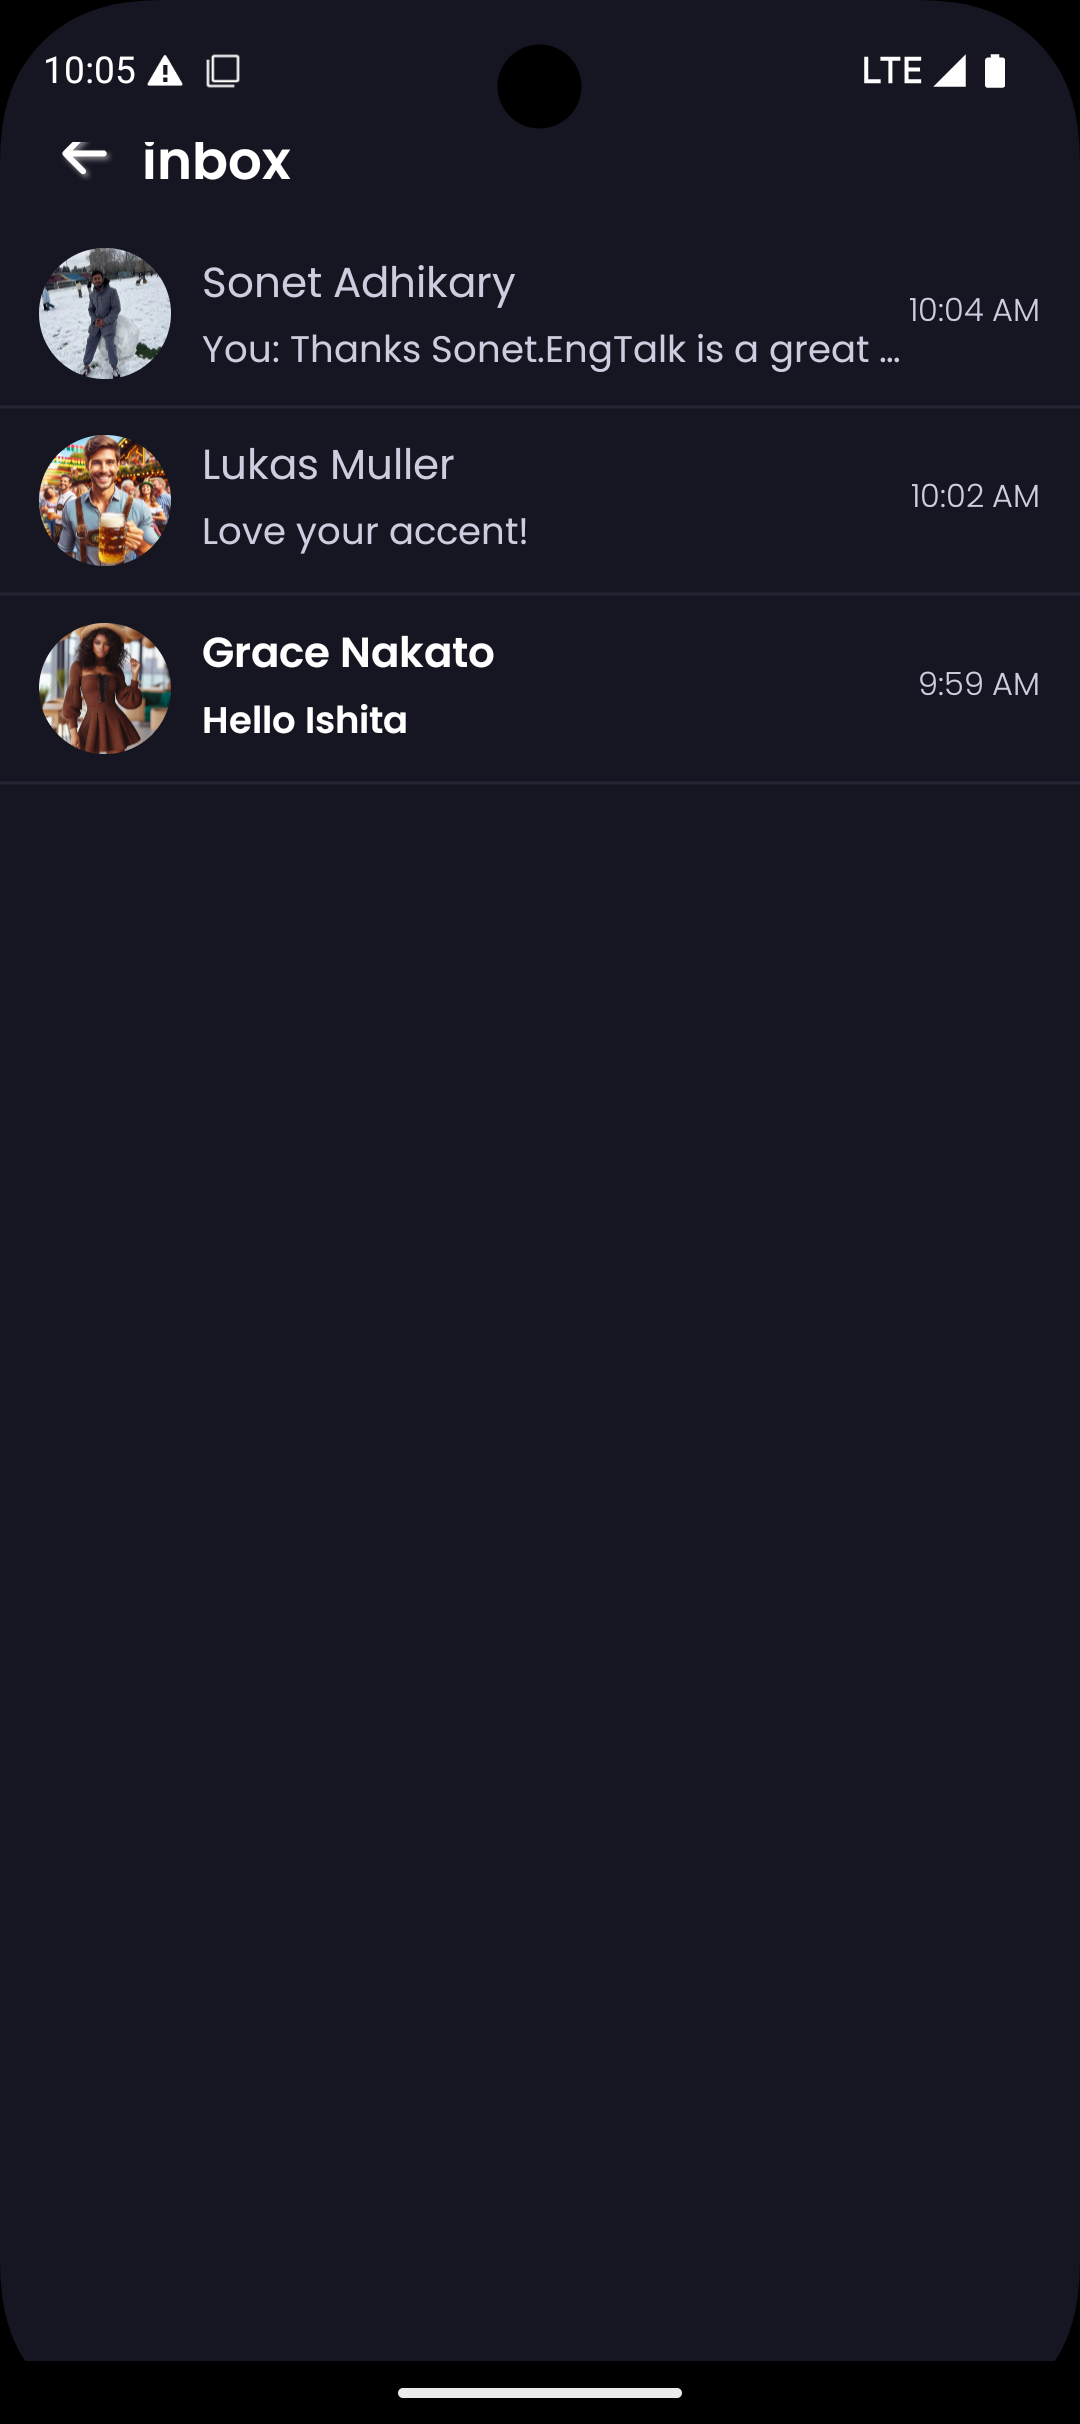 10:05
LTE
inbox
Sonet Adhikary
10:04 AM
You: Thanks Sonet.EngTalk is a great ...
Lukas Muller
10:02 AM
Love your accent!
Grace Nakato
9:59 AM
Hello Ishita